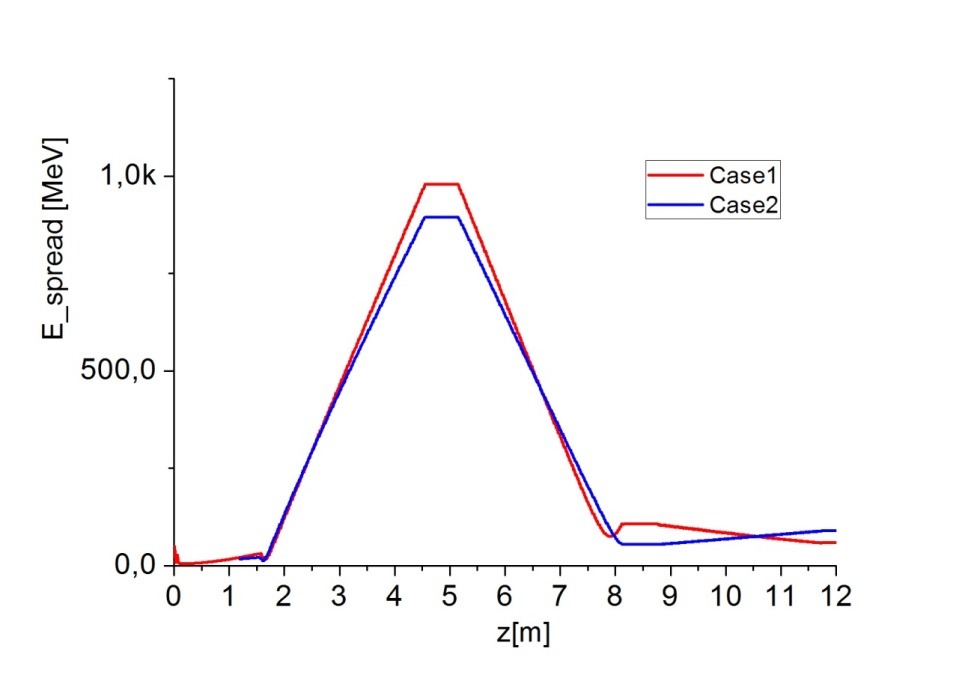 E_spread [MeV]
1,0k
500,0
0,0
0 1 2 3 4 5 6 7 8 9 10 11 12
z[m]
Case1
Case2